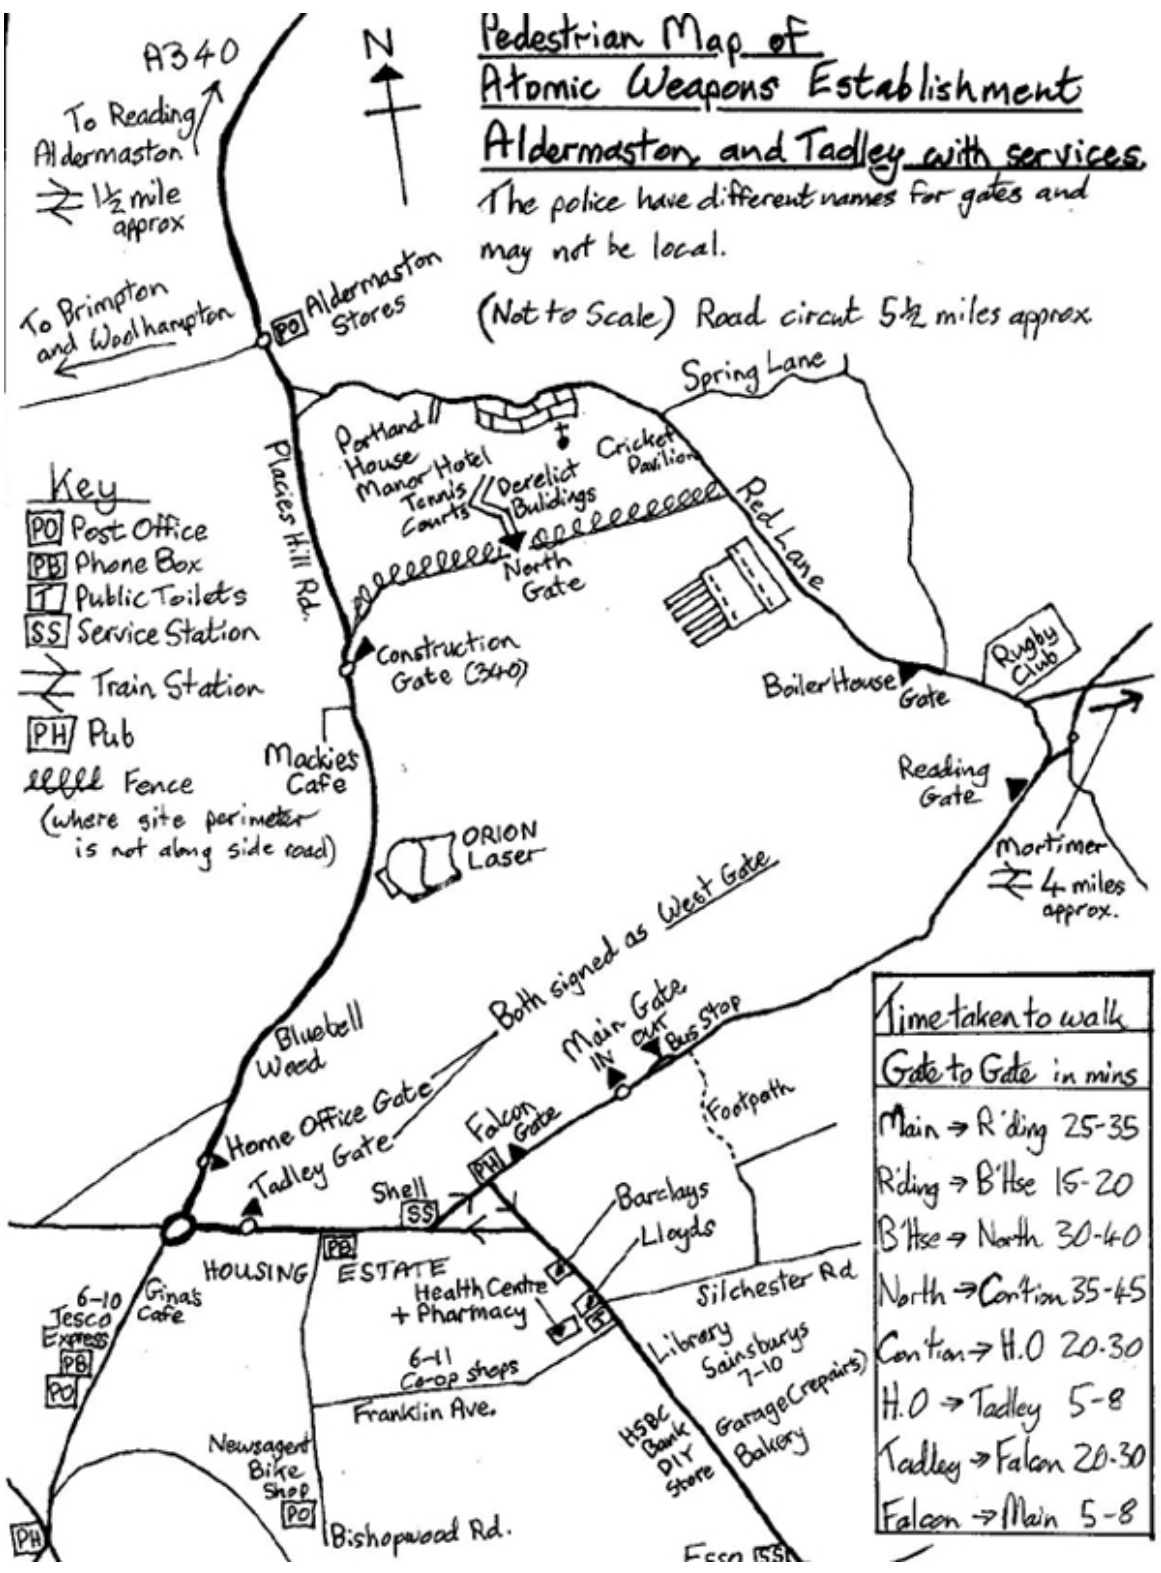 Pedestrian Map of
Atomic Weapons Establishment
Aldermaston, and Tadley with services.
The police have different names for gates and
may not be local.
(Not to Scale) Road circut 5½ miles approx
N
A340
To Reading
Aldermaston
1½ mile
approx
To Brimpton
and Woolhampton
PO
Aldermaston
Stores
Spring Lane
Placies Hill Rd.
Portland
House
Manor Hotel
Tennis
Courts
Derelict
Buildings
Cricket
Pavilion
Red Lane
North
Gate
Key
PO Post Office
PB Phone Box
T Public Toilets
SS Service Station
Train Station
PH Pub
Fence
(where site perimeter
is not along side road)
Construction
Gate (340)
Mackie's
Cafe
Boiler House
Gate
Rugby
Club
Reading
Gate
Mortimer
4 miles
approx.
ORION
Laser
Both signed as West Gate
Bluebell
Wood
Main Gate
IN
OUT
Bus Stop
Footpath
Home Office Gate
Tadley Gate
Falcon
Gate
PH
Shell
SS
Barclays
Lloyds
PB
HOUSING ESTATE
Health Centre
+ Pharmacy
T
Silchester Rd
Gina's
Cafe
6-10
Tesco
Express
PB
PO
6-11
Co-op shops
Franklin Ave.
Library
Sainsburys
7-10
Garage (repairs)
Bakery
HSBC
Bank
DIY
Store
Newsagent
Bike
Shop
PO
Bishopwood Rd.
PH
Esso SS
Time taken to walk
Gate to Gate in mins
Main → R'ding 25-35
R'ding → B'Hse 15-20
B'Hse → North 30-40
North → Con'tion 35-45
Con'tion → H.O 20-30
H.O → Tadley 5-8
Tadley → Falcon 20-30
Falcon → Main 5-8